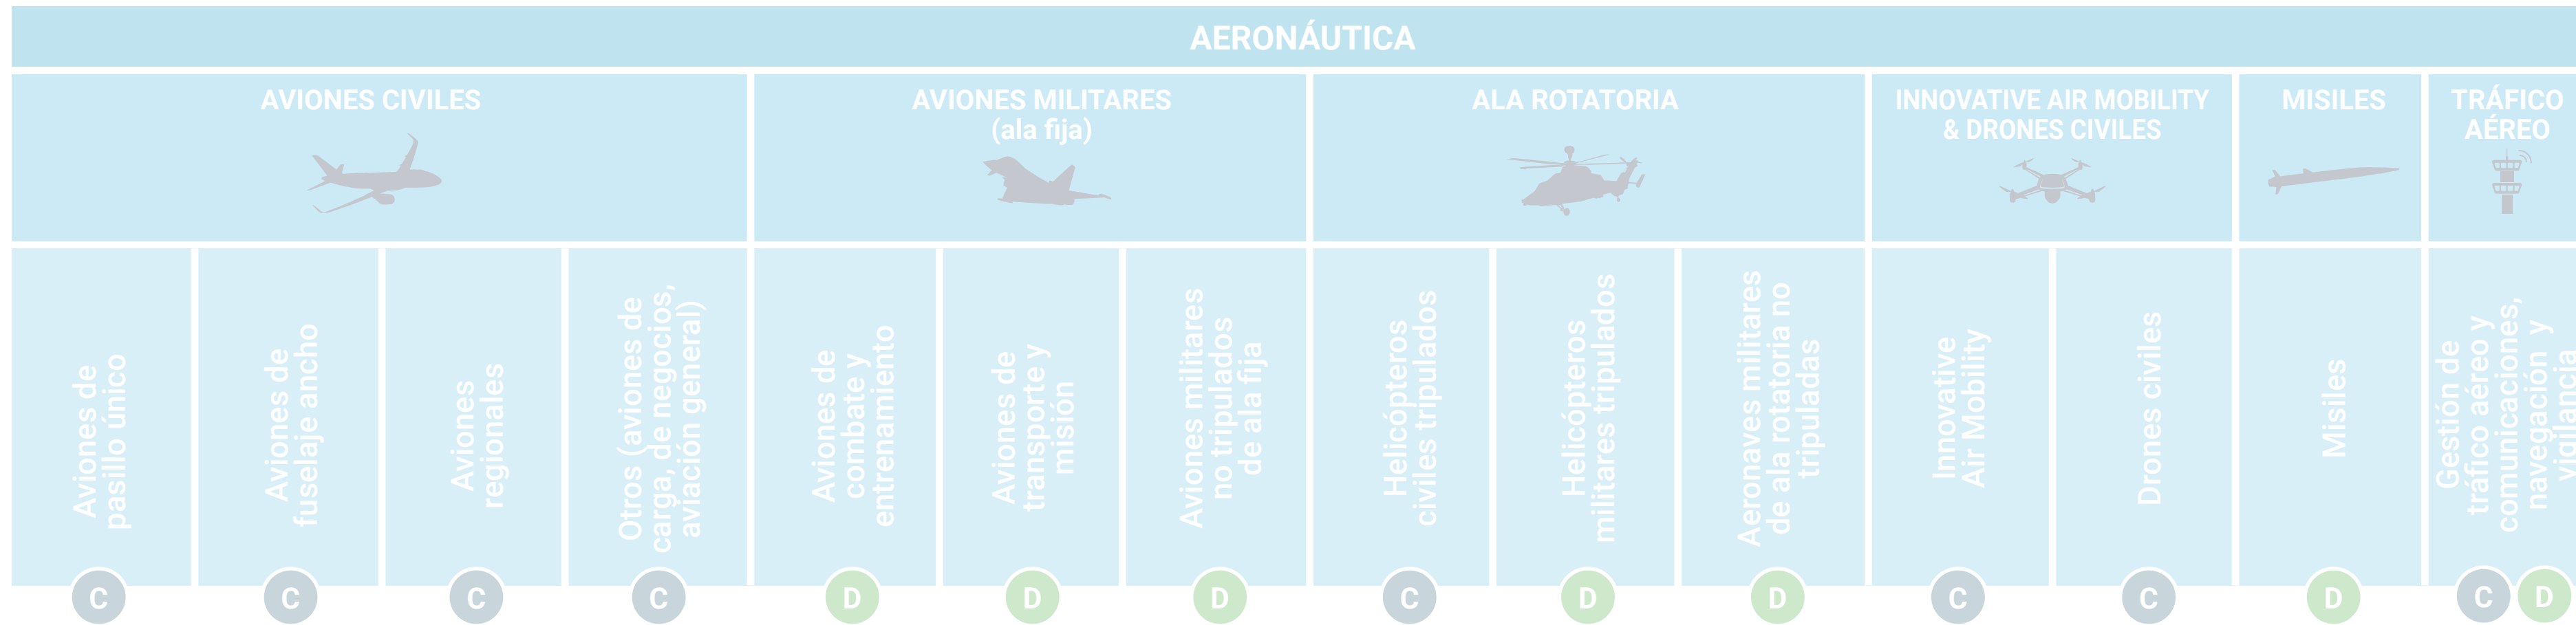 AERONÁUTICA
AVIONES CIVILES
AVIONES MILITARES
(ala fija)
ALA ROTATORIA
INNOVATIVE AIR MOBILITY
& DRONES CIVILES
MISILES
TRÁFICO
AÉREO
Aviones de
pasillo único
Aviones de
fuselaje ancho
Aviones
regionales
Otros (aviones de
carga, de negocios,
aviación general)
Aviones de
combate y
entrenamiento
Aviones de
transporte y
misión
Aviones militares
no tripulados
de ala fija
Helicópteros
civiles tripulados
Helicópteros
militares tripulados
Aeronaves militares
de ala rotatoria no
tripuladas
Innovative
Air Mobility
Drones civiles
Misiles
Gestión de
tráfico aéreo y
comunicaciones,
navegación y
vigilancia
C
C
C
C
D
D
D
C
D
D
C
C
D
C
D